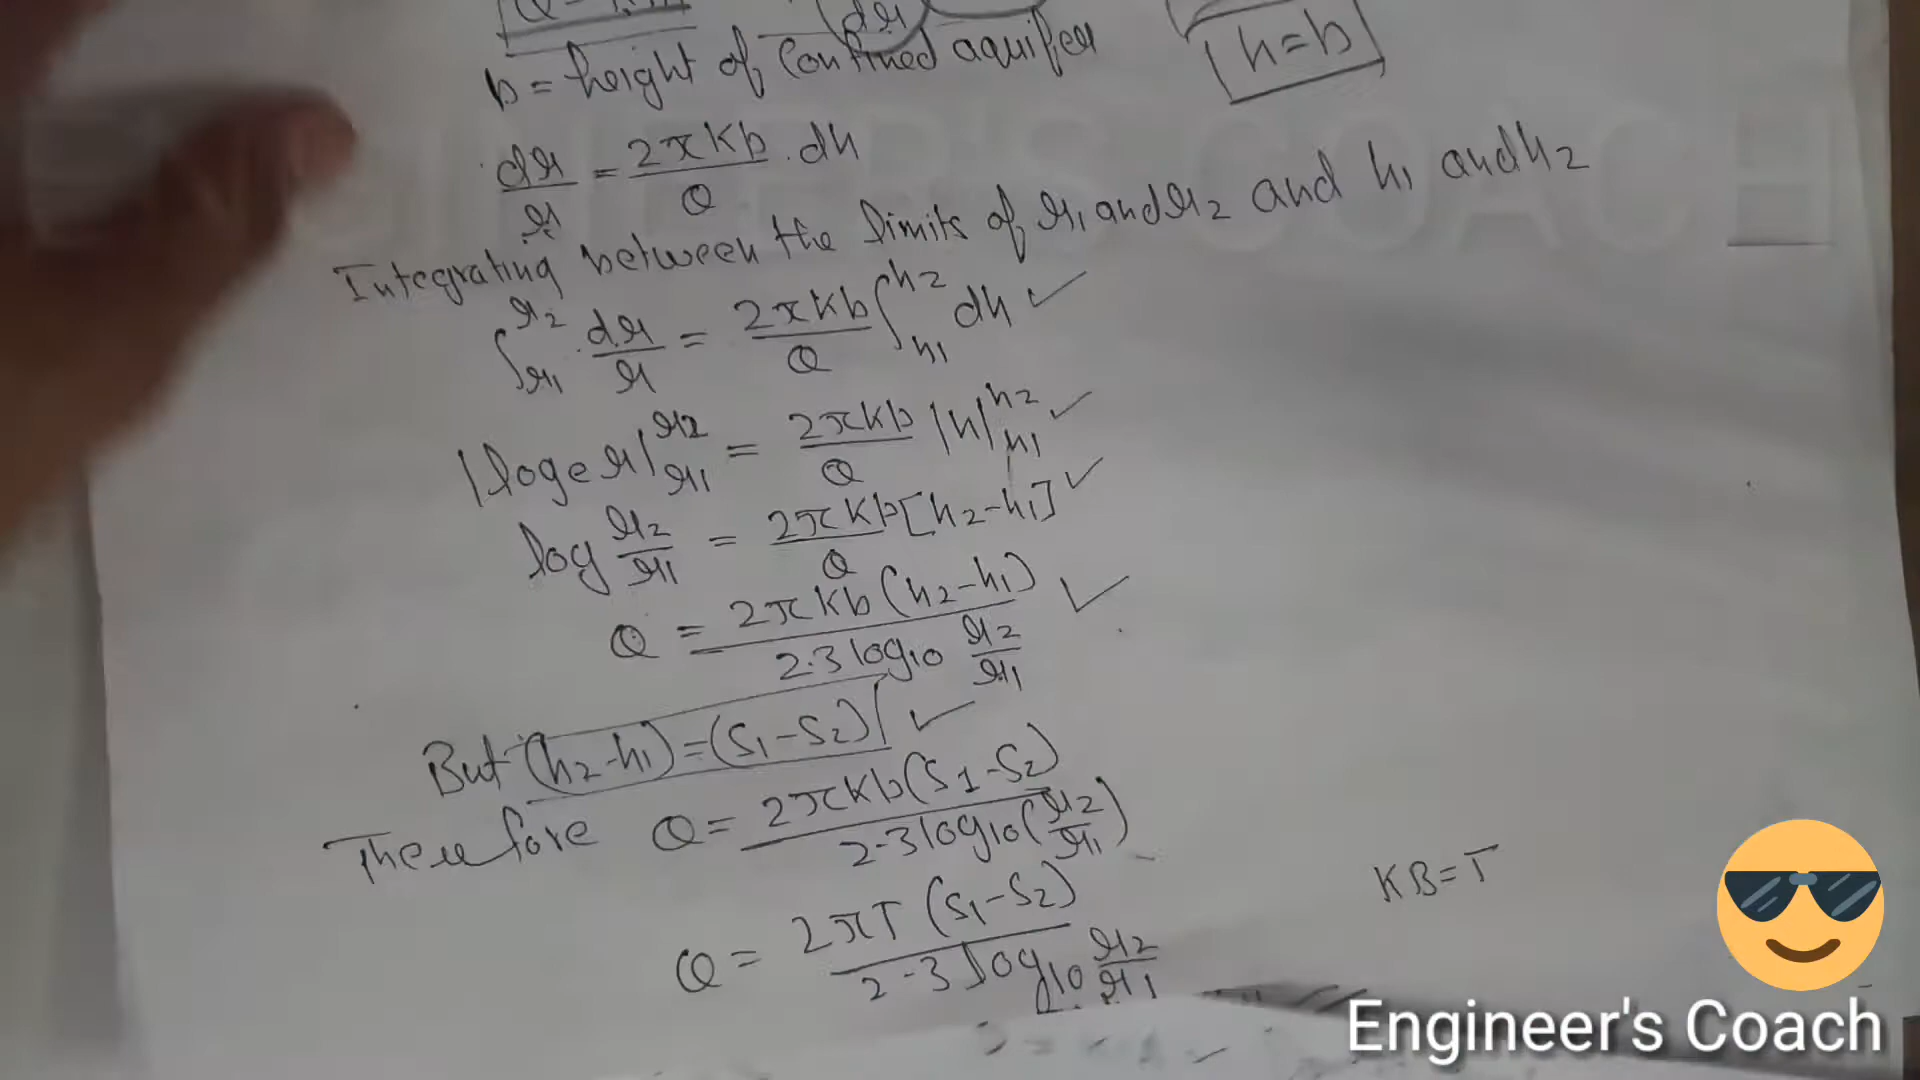 b = height of confined aquifer
h=b
dr/r = 2πKb/Q . dh
Integrating between the limits of r1 and r2 and h1 and h2
∫r1^r2 dr/r = 2πKb/Q ∫h1^h2 dh ✓
|loge r|r1^r2 = 2πKb/Q |h|h1^h2 ✓
log r2/r1 = 2πKb/Q [h2-h1] ✓
Q = 2πKb (h2-h1) / 2.3 log10 r2/r1 ✓
But (h2-h1)=(S1-S2) ✓
Therefore Q = 2πKb(S1-S2) / 2.3log10(r2/r1)
KB=T
Q = 2πT (S1-S2) / 2.3 log10 r2/r1
Engineer's Coach